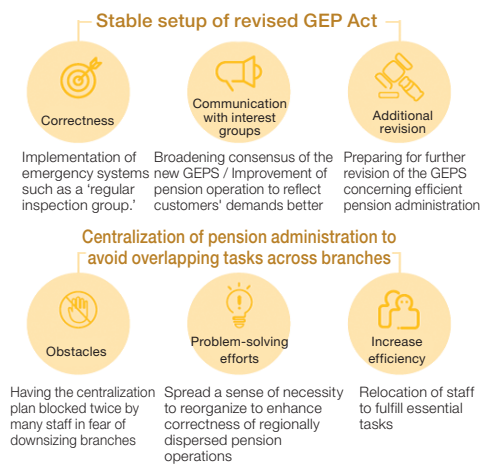 Stable setup of revised GEP Act
Correctness
Communication
with interest
groups
Additional
revision
Implementation of
emergency systems
such as a ‘regular
inspection group.’
Broadening consensus of the
new GEPS / Improvement of
pension operation to reflect
customers' demands better
Preparing for further
revision of the GEPS
concerning efficient
pension administration
Centralization of pension administration to
avoid overlapping tasks across branches
Obstacles
Problem-solving
efforts
Increase
efficiency
Having the centralization
plan blocked twice by
many staff in fear of
downsizing branches
Spread a sense of necessity
to reorganize to enhance
correctness of regionally
dispersed pension
operations
Relocation of staff
to fulfill essential
tasks